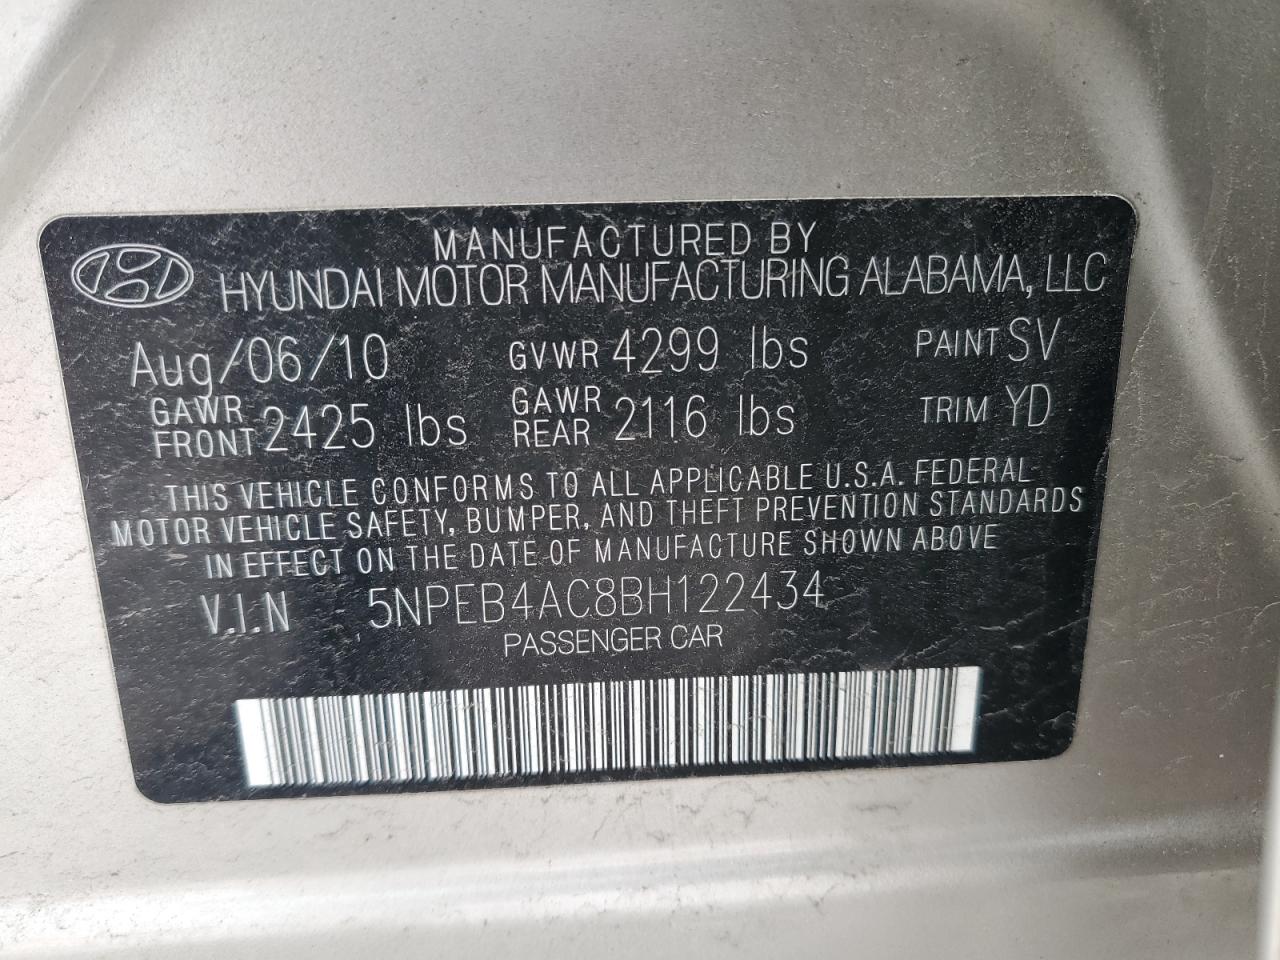 MANUFACTURED BY
HYUNDAI MOTOR MANUFACTURING ALABAMA, LLC
Aug/06/10 GVWR 4299 lbs PAINT SV
GAWR FRONT 2425 lbs GAWR REAR 2116 lbs TRIM YD
THIS VEHICLE CONFORMS TO ALL APPLICABLE U.S.A. FEDERAL
MOTOR VEHICLE SAFETY, BUMPER, AND THEFT PREVENTION STANDARDS
IN EFFECT ON THE DATE OF MANUFACTURE SHOWN ABOVE
V.I.N 5NPEB4AC8BH122434
PASSENGER CAR